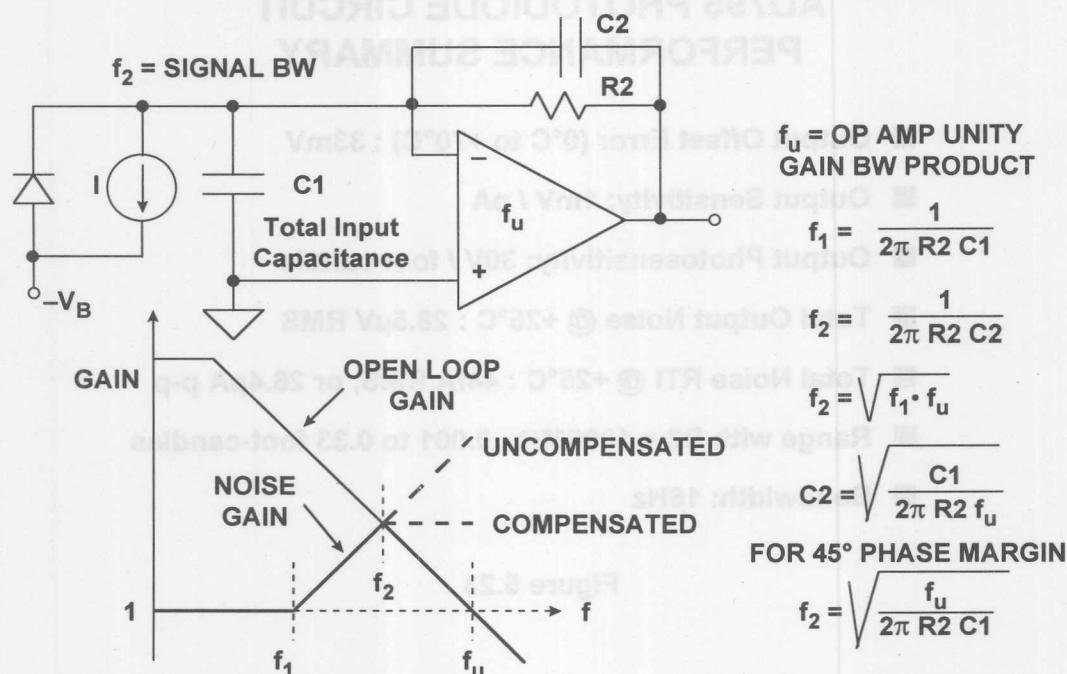 C2
f₂ = SIGNAL BW
R2
I
C1
−
fᵤ
+
Total Input
Capacitance
–V_B
fᵤ = OP AMP UNITY
GAIN BW PRODUCT
f₁ = 1 / 2π R2 C1
f₂ = 1 / 2π R2 C2
f₂ = √(f₁ • fᵤ)
C2 = √(C1 / 2π R2 fᵤ)
FOR 45° PHASE MARGIN
f₂ = √(fᵤ / 2π R2 C1)
GAIN
OPEN LOOP
GAIN
UNCOMPENSATED
NOISE
GAIN
COMPENSATED
f₂
1
f
f₁
fᵤ